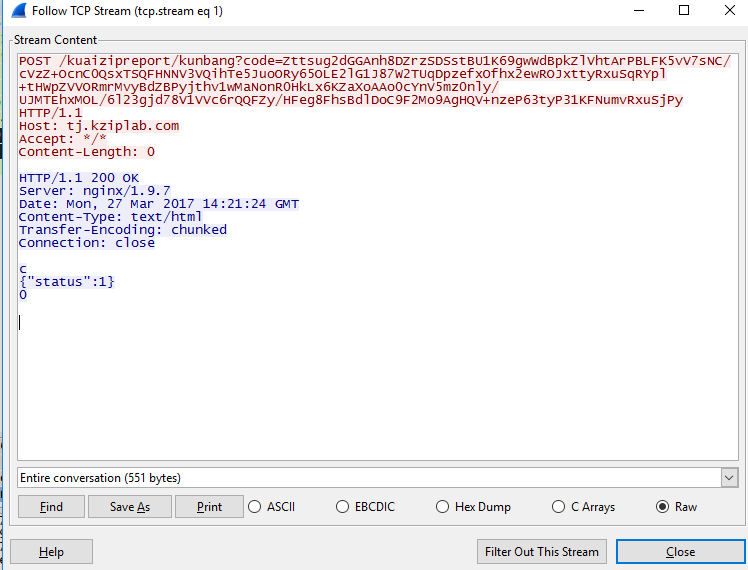 Follow TCP Stream (tcp.stream eq 1)
Stream Content
POST /kuaizipreport/kunbang?code=Zttsug2dGGAnh8DZrzSDSstBU1K69gwWdBpkZlVhtArPBLFK5vV7sNC/
cVzZ+OcnC0QsxTSQFHNNV3VQihTe5JuoORy65OLE2lG1J87W2TUqDpzefxOfhx2ewROJxttyRxuSqRYpl
+tHWpZVVORmrMvyBdZBPyjthv1wMaNonR0HkLx6KZaXoAAo0cYnV5mz0nly/
UJMTEhxMOL/6l23gjd78V1VVc6rQQFZy/HFeg8FhsBdlDoC9F2Mo9AgHQV+nzeP63tyP31KFNumvRxuSjPy
HTTP/1.1
Host: tj.kziplab.com
Accept: */*
Content-Length: 0
HTTP/1.1 200 OK
Server: nginx/1.9.7
Date: Mon, 27 Mar 2017 14:21:24 GMT
Content-Type: text/html
Transfer-Encoding: chunked
Connection: close
c
{"status":1}
0
Entire conversation (551 bytes)
Find Save As Print ASCII EBCDIC Hex Dump C Arrays Raw
Help Filter Out This Stream Close